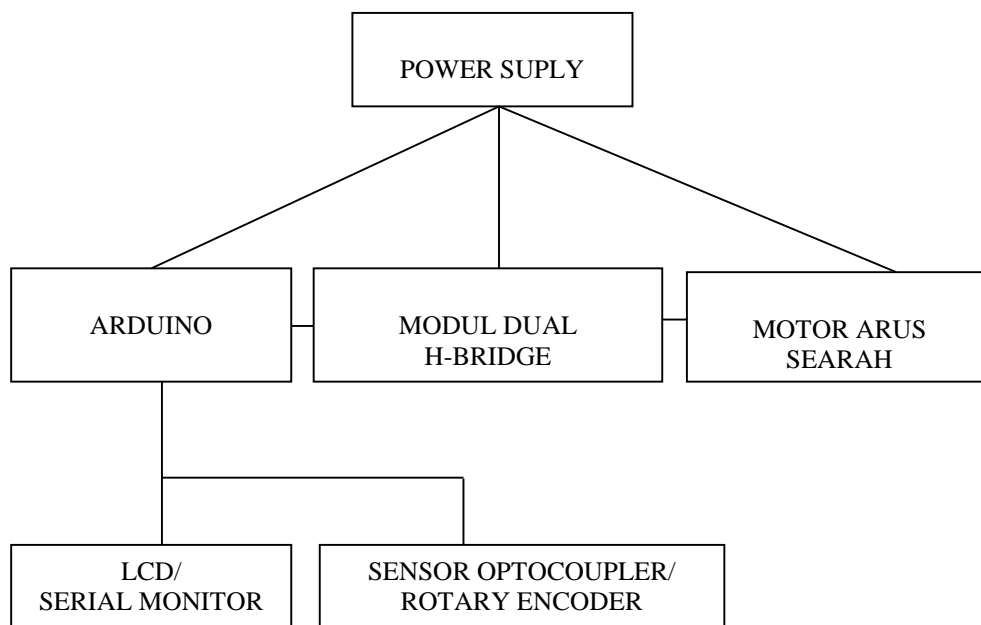 POWER SUPLY
ARDUINO
MODUL DUAL
H-BRIDGE
MOTOR ARUS
SEARAH
LCD/
SERIAL MONITOR
SENSOR OPTOCOUPLER/
ROTARY ENCODER